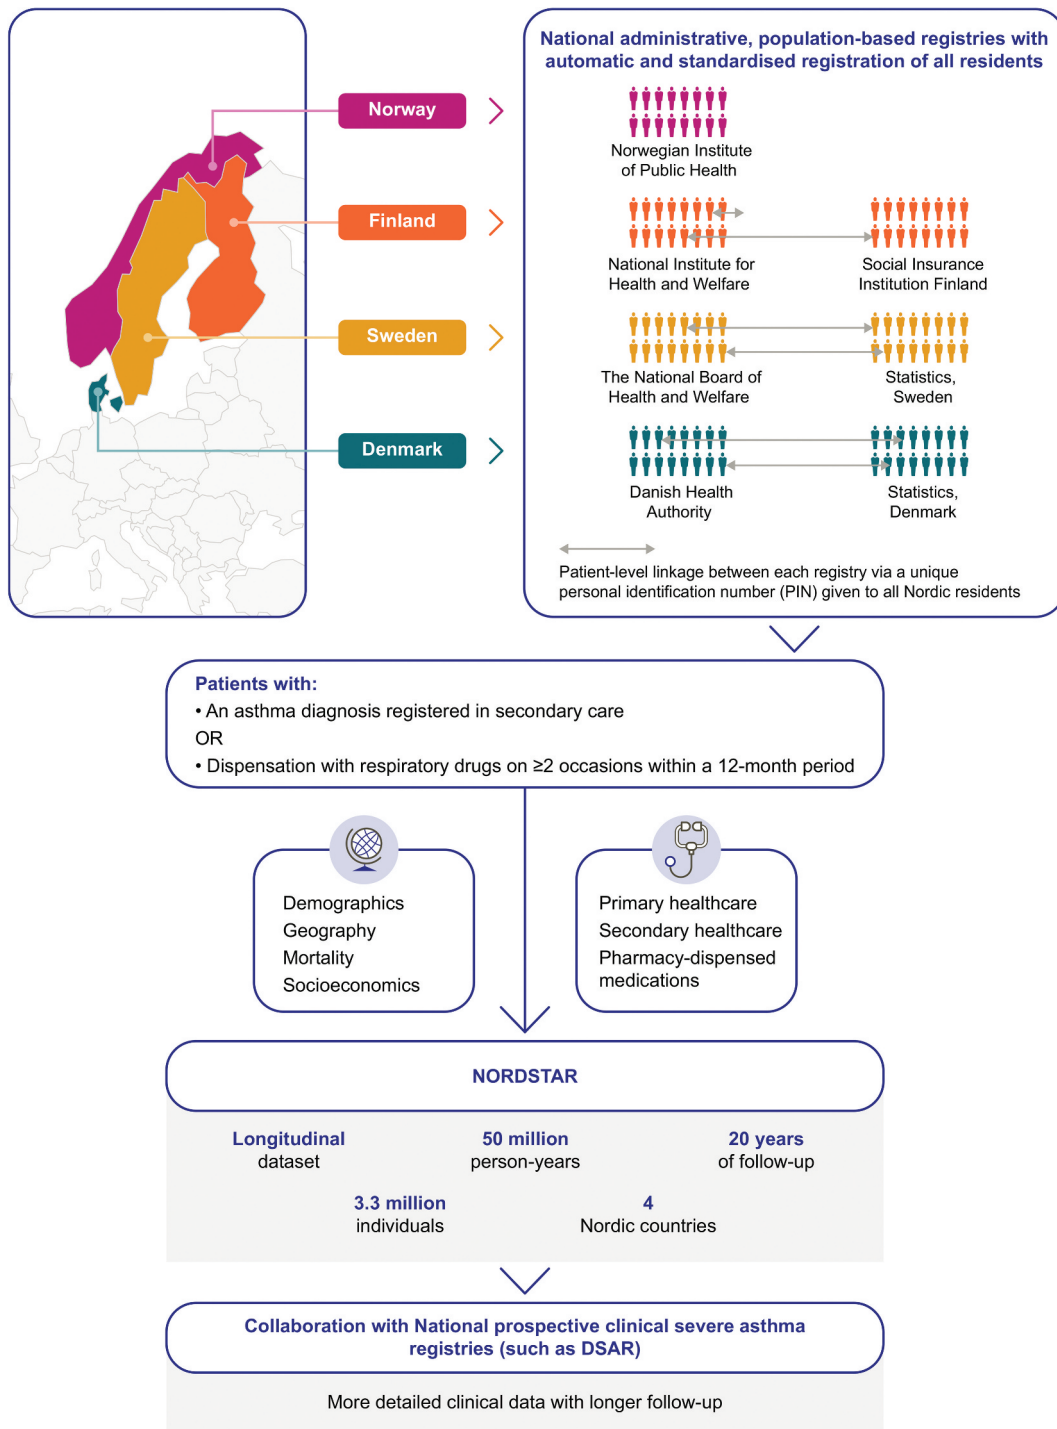 National administrative, population-based registries with
automatic and standardised registration of all residents
Norway
Norwegian Institute
of Public Health
Finland
National Institute for
Health and Welfare
Social Insurance
Institution Finland
Sweden
The National Board of
Health and Welfare
Statistics,
Sweden
Denmark
Danish Health
Authority
Statistics,
Denmark
Patient-level linkage between each registry via a unique
personal identification number (PIN) given to all Nordic residents
Patients with:
• An asthma diagnosis registered in secondary care
OR
• Dispensation with respiratory drugs on ≥2 occasions within a 12-month period
Demographics
Geography
Mortality
Socioeconomics
Primary healthcare
Secondary healthcare
Pharmacy-dispensed
medications
NORDSTAR
Longitudinal
dataset
50 million
person-years
20 years
of follow-up
3.3 million
individuals
4
Nordic countries
Collaboration with National prospective clinical severe asthma
registries (such as DSAR)
More detailed clinical data with longer follow-up